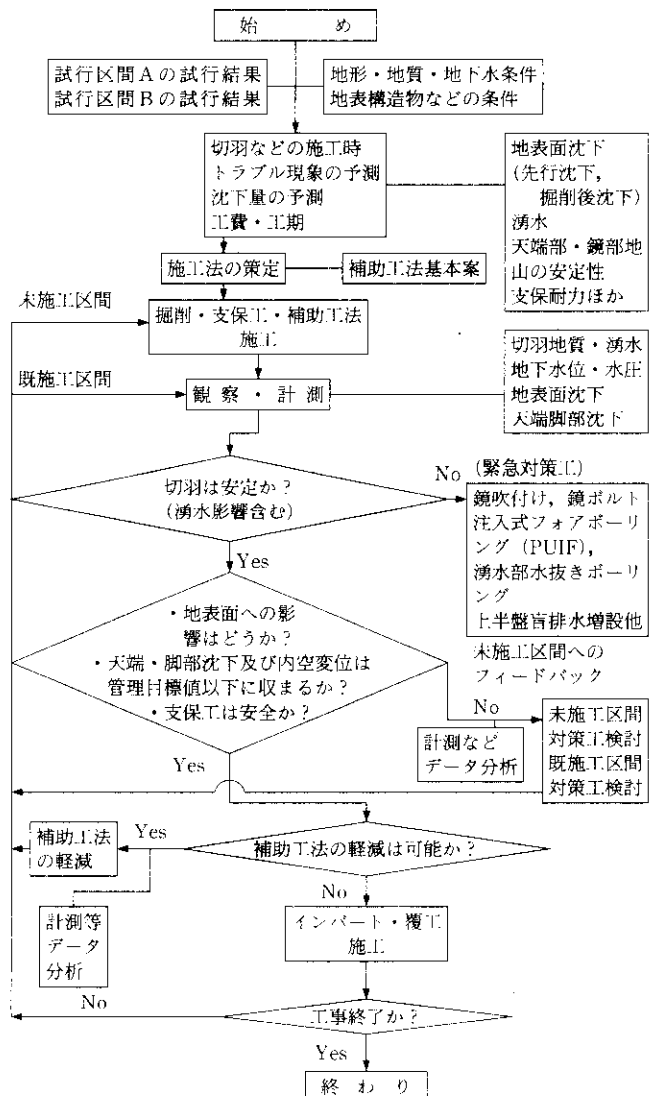 始め
試行区間Aの試行結果
試行区間Bの試行結果
地形・地質・地下水条件
地表構造物などの条件
切羽などの施工時
トラブル現象の予測
沈下量の予測
工費・工期
地表面沈下
(先行沈下,
掘削後沈下)
湧水
天端部・鏡部地
山の安定性
支保耐力ほか
施工法の策定
補助工法基本案
未施工区間
掘削・支保工・補助工法
施工
既施工区間
観察・計測
切羽地質・湧水
地下水位・水圧
地表面沈下
天端脚部沈下
切羽は安定か?
(湧水影響含む)
No
(緊急対策工)
鏡吹付け, 鏡ボルト
注入式フォアボーリ
ング (PUIF),
湧水部水抜きボーリ
ング
上半盤盲排水増設他
Yes
・地表面への影
響はどうか?
・天端・脚部沈下及び内空変位は
管理目標値以下に収まるか?
・支保工は安全か?
未施工区間への
フィードバック
No
計測など
データ分析
未施工区間
対策工検討
既施工区間
対策工検討
Yes
補助工法の軽減は可能か?
Yes
補助工法
の軽減
計測等
データ
分析
No
インバート・覆工
施工
工事終了か?
No
Yes
終わり